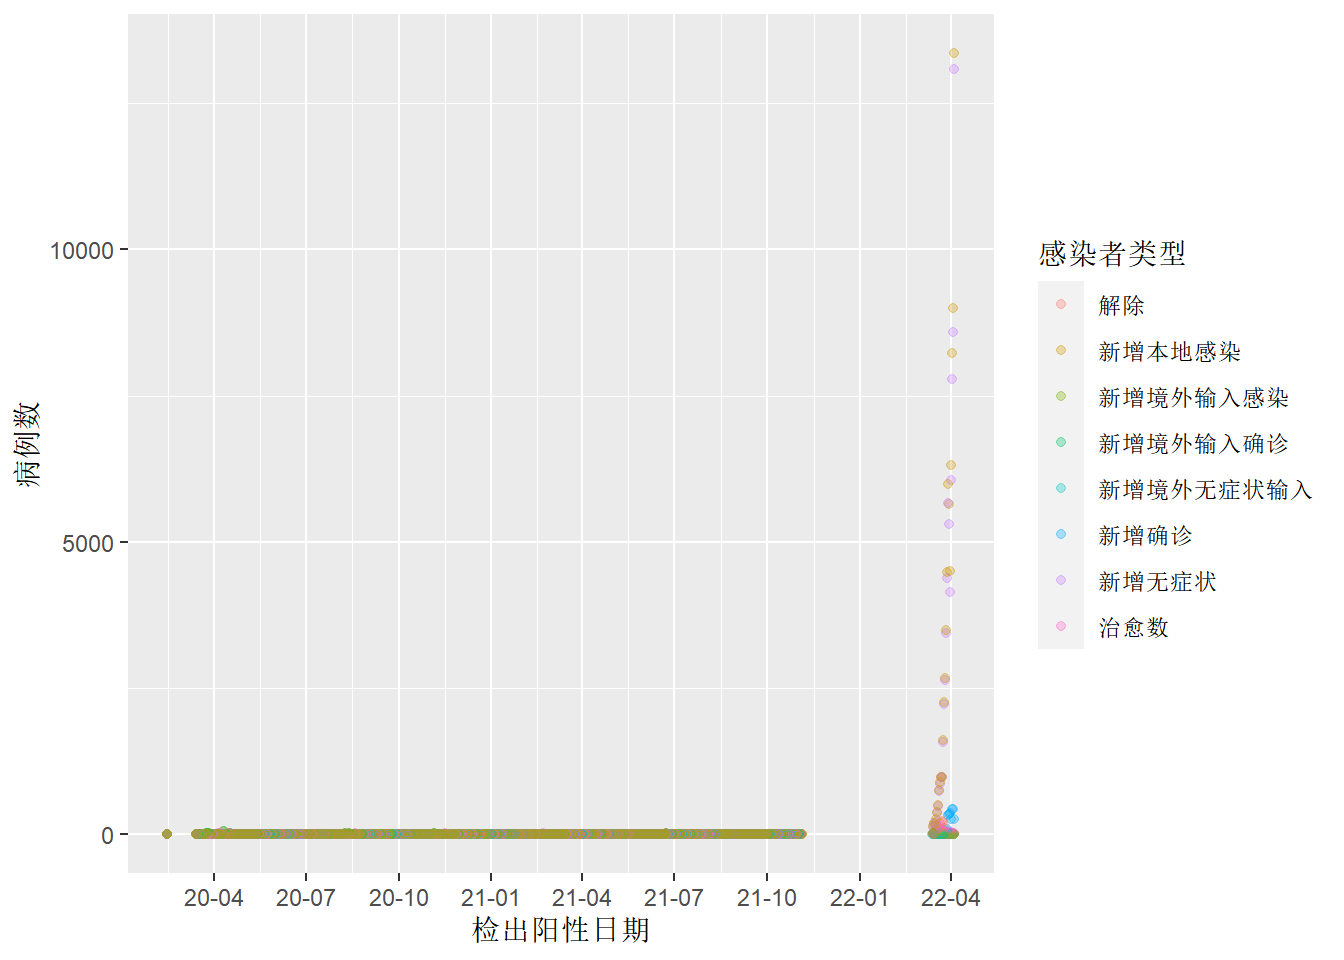 病例数
10000
5000
0
20-04 20-07 20-10 21-01 21-04 21-07 21-10 22-01 22-04
检出阳性日期
感染者类型
解除
新增本地感染
新增境外输入感染
新增境外输入确诊
新增境外无症状输入
新增确诊
新增无症状
治愈数